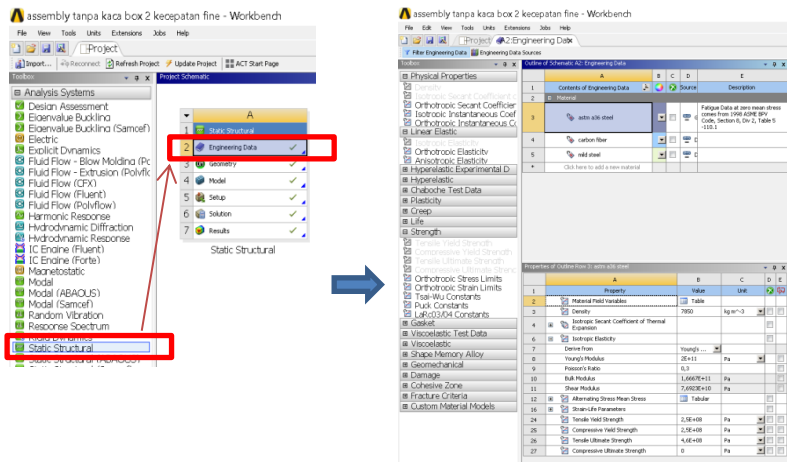 assembly tanpa kaca box 2 kecepatan fine - Workbench
File View Tools Units Extensions Jobs Help
Project
Import... Reconnect Refresh Project Update Project ACT Start Page
Toolbox
Project Schematic
Analysis Systems
Design Assessment
Eigenvalue Buckling
Eigenvalue Buckling (Samcef)
Electric
Explicit Dynamics
Fluid Flow - Blow Molding (Pc
Fluid Flow - Extrusion (Polyflc
Fluid Flow (CFX)
Fluid Flow (Fluent)
Fluid Flow (Polyflow)
Harmonic Response
Hydrodynamic Diffraction
Hydrodynamic Response
IC Engine (Fluent)
IC Engine (Forte)
Magnetostatic
Modal
Modal (ABAQUS)
Modal (Samcef)
Random Vibration
Response Spectrum
Rigid Dynamics
Static Structural
Static Structural (ABAQUS)
A
1 Static Structural
2 Engineering Data
3 Geometry
4 Model
5 Setup
6 Solution
7 Results
Static Structural
assembly tanpa kaca box 2 kecepatan fine - Workbench
File Edit View Tools Units Extensions Jobs Help
Project A2:Engineering Data
Filter Engineering Data Engineering Data Sources
Toolbox
Physical Properties
Density
Isotropic Secant Coefficient c
Orthotropic Secant Coefficier
Isotropic Instantaneous Coef
Orthotropic Instantaneous Cc
Linear Elastic
Isotropic Elasticity
Orthotropic Elasticity
Anisotropic Elasticity
Hyperelastic Experimental D
Hyperelastic
Chaboche Test Data
Plasticity
Creep
Life
Strength
Tensile Yield Strength
Compressive Yield Strength
Tensile Ultimate Strength
Compressive Ultimate Streng
Orthotropic Stress Limits
Orthotropic Strain Limits
Tsai-Wu Constants
Puck Constants
LaRc03/04 Constants
Gasket
Viscoelastic Test Data
Viscoelastic
Shape Memory Alloy
Geomechanical
Damage
Cohesive Zone
Fracture Criteria
Custom Material Models
Outline of Schematic A2: Engineering Data
A B C D E
1 Contents of Engineering Data Source Description
2 Material
3 astm a36 steel Fatigue Data at zero mean stress comes from 1998 ASME BPV Code, Section 8, Div 2, Table 5 -110.1
4 carbon fiber
5 mild steel
* Click here to add a new material
Properties of Outline Row 3: astm a36 steel
A B C D E
1 Property Value Unit
2 Material Field Variables Table
3 Density 7850 kg m^-3
4 Isotropic Secant Coefficient of Thermal Expansion
6 Isotropic Elasticity
7 Derive from Young's ...
8 Young's Modulus 2E+11 Pa
9 Poisson's Ratio 0,3
10 Bulk Modulus 1,6667E+11 Pa
11 Shear Modulus 7,6923E+10 Pa
12 Alternating Stress Mean Stress Tabular
16 Strain-Life Parameters
24 Tensile Yield Strength 2,5E+08 Pa
25 Compressive Yield Strength 2,5E+08 Pa
26 Tensile Ultimate Strength 4,6E+08 Pa
27 Compressive Ultimate Strength 0 Pa